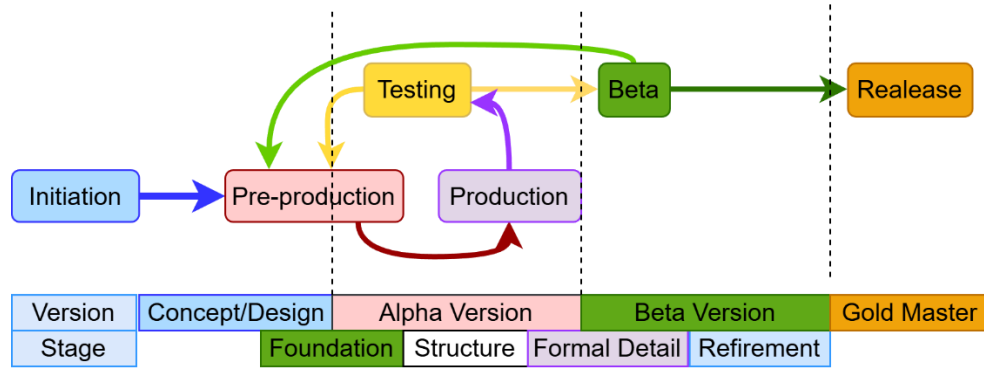 Testing
Beta
Realease
Initiation
Pre-production
Production
Version
Concept/Design
Alpha Version
Beta Version
Gold Master
Stage
Foundation
Structure
Formal Detail
Refirement